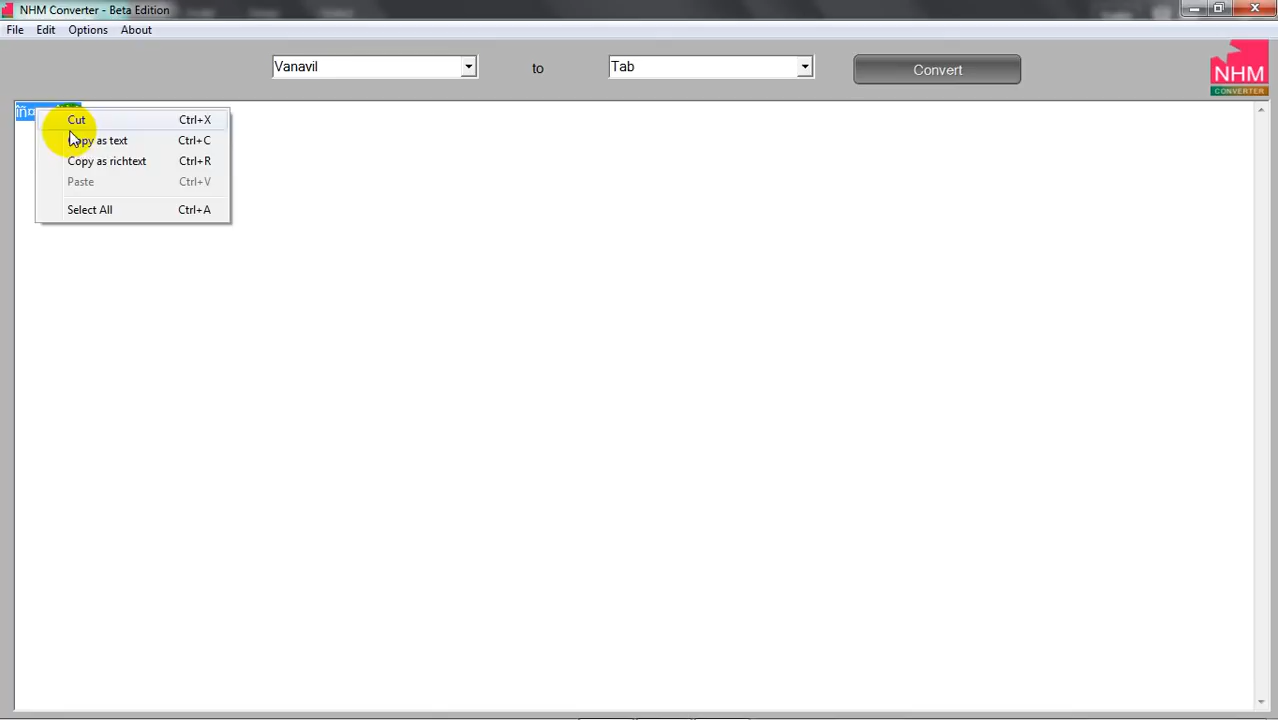 NHM Converter - Beta Edition
File Edit Options About
Vanavil to Tab Convert
NHM
CONVERTER
Cut Ctrl+X
Copy as text Ctrl+C
Copy as richtext Ctrl+R
Paste Ctrl+V
Select All Ctrl+A